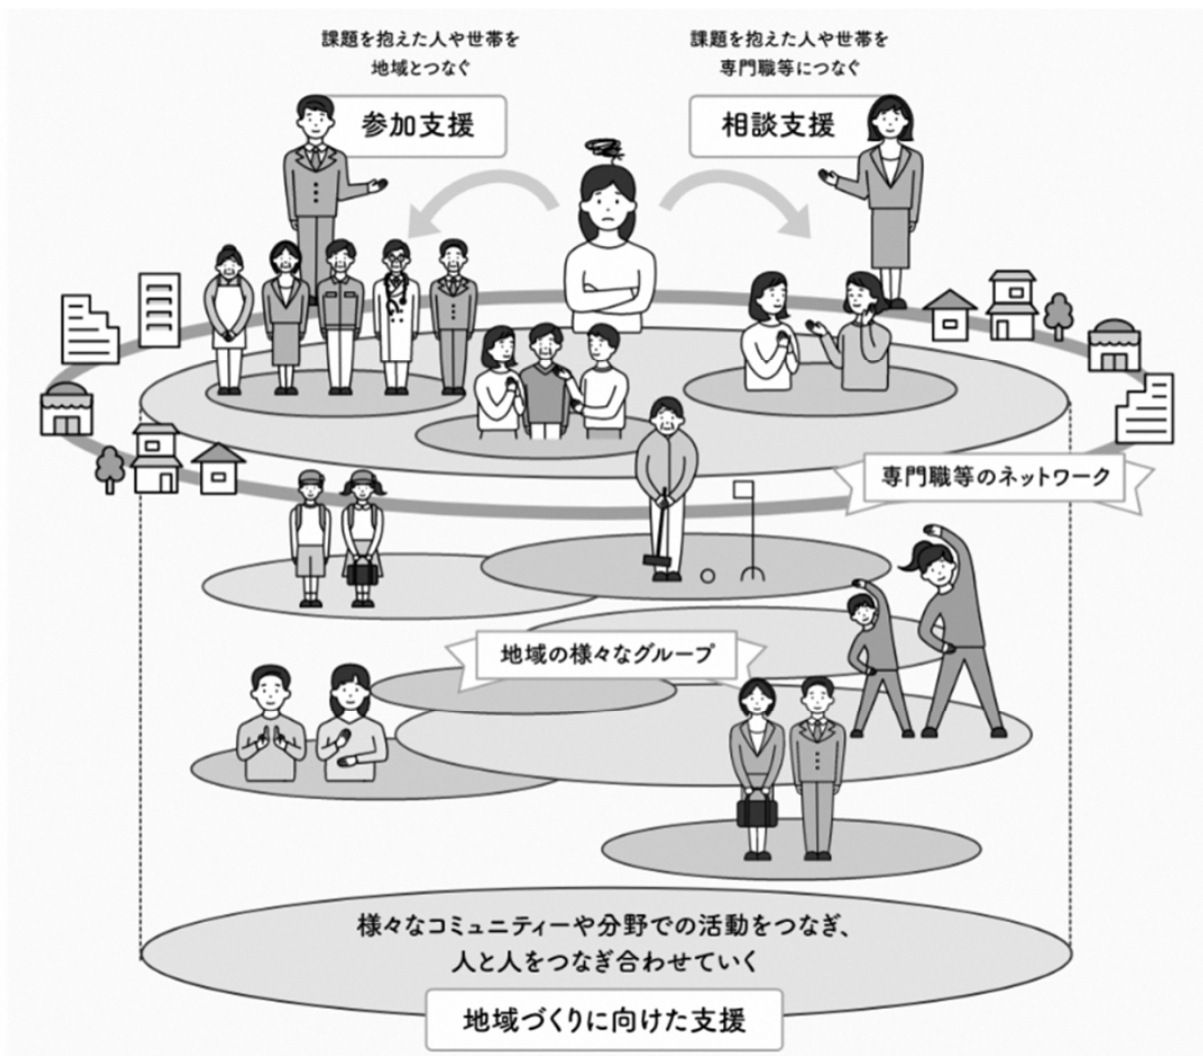 課題を抱えた人や世帯を
地域とつなぐ
参加支援
課題を抱えた人や世帯を
専門職等につなぐ
相談支援
専門職等のネットワーク
地域の様々なグループ
様々なコミュニティーや分野での活動をつなぎ、
人と人をつなぎ合わせていく
地域づくりに向けた支援